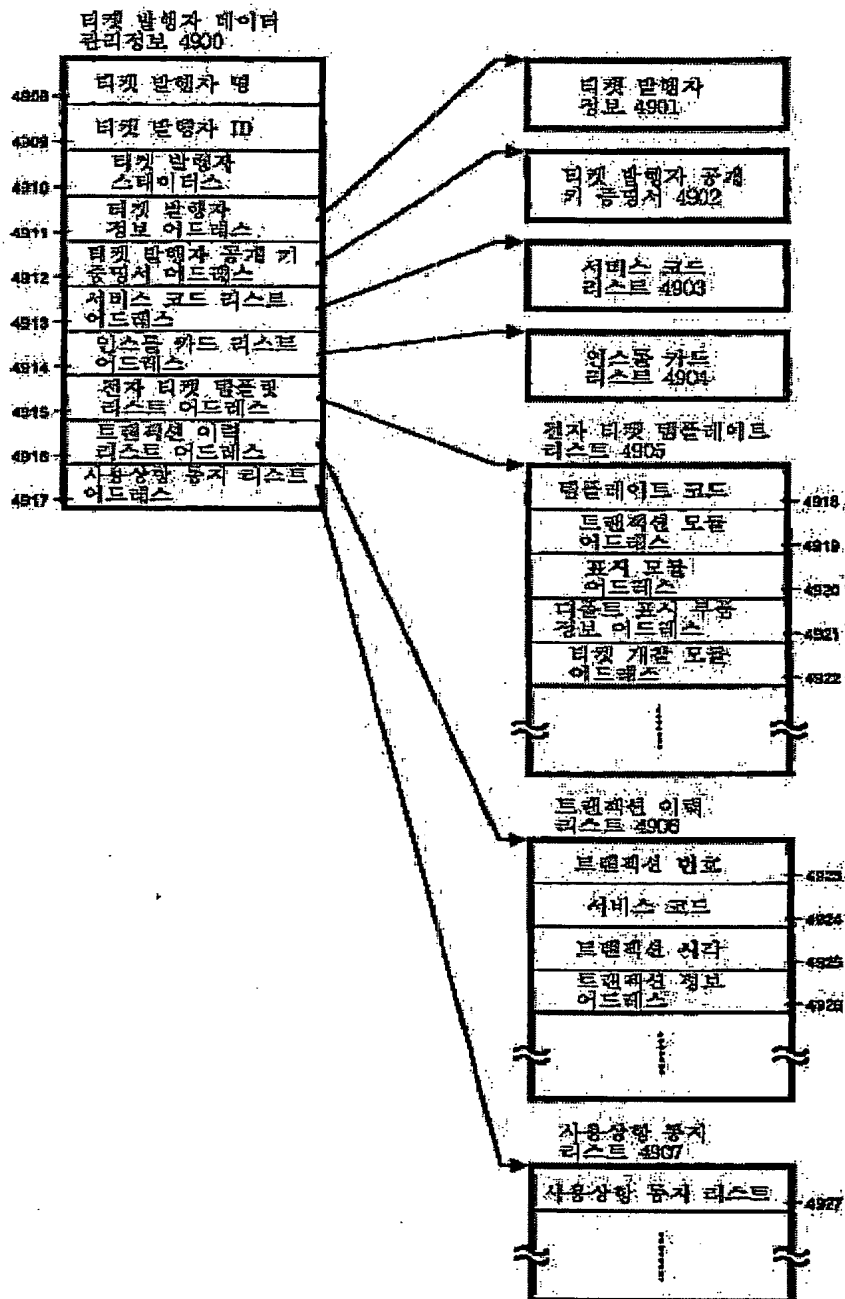 티켓 발행자 데이터
관리정보 4900
티켓 발행자 명
4908
티켓 발행자 ID
4909
티켓 발행자
스테이터스
4910
티켓 발행자
정보 어드레스
4911
티켓 발행자 공개 키
증명서 어드레스
4912
서비스 코드 리스트
어드레스
4913
인스톨 카드 리스트
어드레스
4914
전자 티켓 템플릿
리스트 어드레스
4915
트랜잭션 이력
리스트 어드레스
4916
사용상황 통지 리스트
어드레스
4917
티켓 발행자
정보 4901
티켓 발행자 공개
키 증명서 4902
서비스 코드
리스트 4903
인스톨 카드
리스트 4904
전자 티켓 템플레이트
리스트 4905
템플레이트 코드
4918
트랜잭션 모듈
어드레스
4919
표시 모듈
어드레스
4920
디폴트 표시 부품
정보 어드레스
4921
티켓 개찰 모듈
어드레스
4922
트랜잭션 이력
리스트 4906
트랜잭션 번호
4923
서비스 코드
4924
트랜잭션 시각
4925
트랜잭션 정보
어드레스
4926
사용상황 통지
리스트 4907
사용상황 통지 리스트
4927